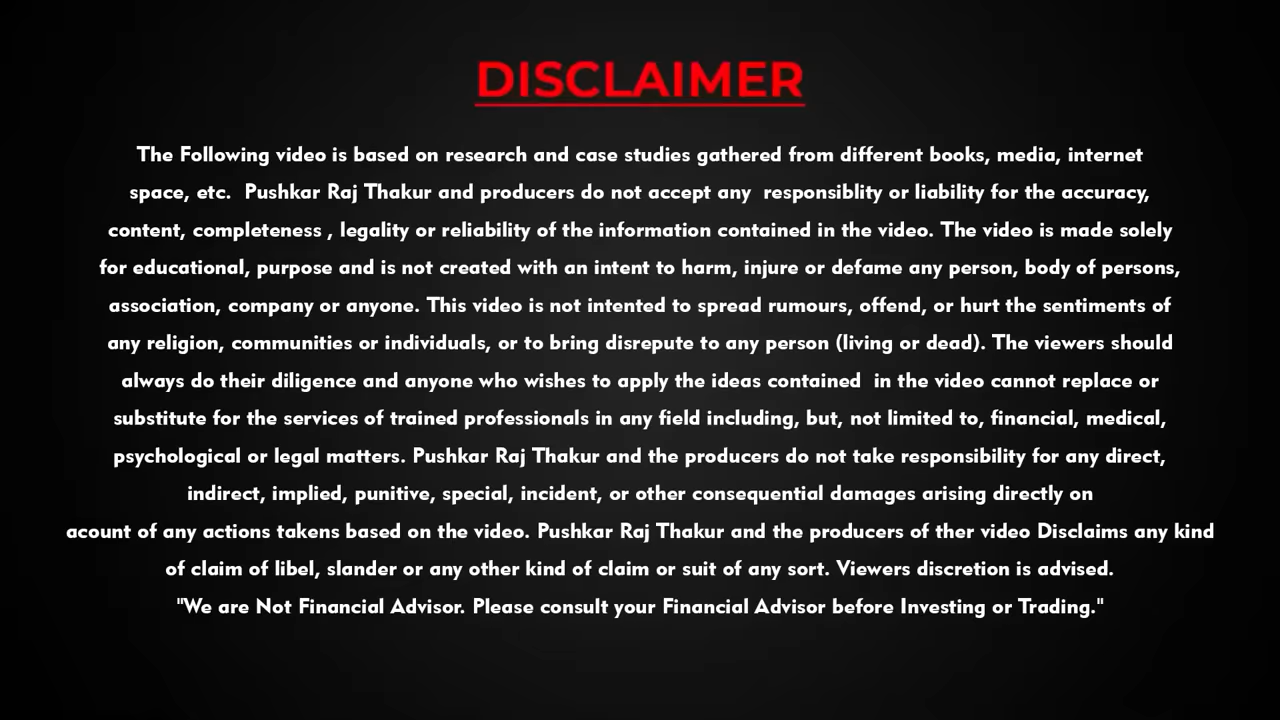 DISCLAIMER
The Following video is based on research and case studies gathered from different books, media, internet
space, etc.  Pushkar Raj Thakur and producers do not accept any  responsiblity or liability for the accuracy,
content, completeness , legality or reliability of the information contained in the video. The video is made solely
for educational, purpose and is not created with an intent to harm, injure or defame any person, body of persons,
association, company or anyone. This video is not intented to spread rumours, offend, or hurt the sentiments of
any religion, communities or individuals, or to bring disrepute to any person (living or dead). The viewers should
always do their diligence and anyone who wishes to apply the ideas contained  in the video cannot replace or
substitute for the services of trained professionals in any field including, but, not limited to, financial, medical,
psychological or legal matters. Pushkar Raj Thakur and the producers do not take responsibility for any direct,
indirect, implied, punitive, special, incident, or other consequential damages arising directly on
acount of any actions takens based on the video. Pushkar Raj Thakur and the producers of ther video Disclaims any kind
of claim of libel, slander or any other kind of claim or suit of any sort. Viewers discretion is advised.
"We are Not Financial Advisor. Please consult your Financial Advisor before Investing or Trading."